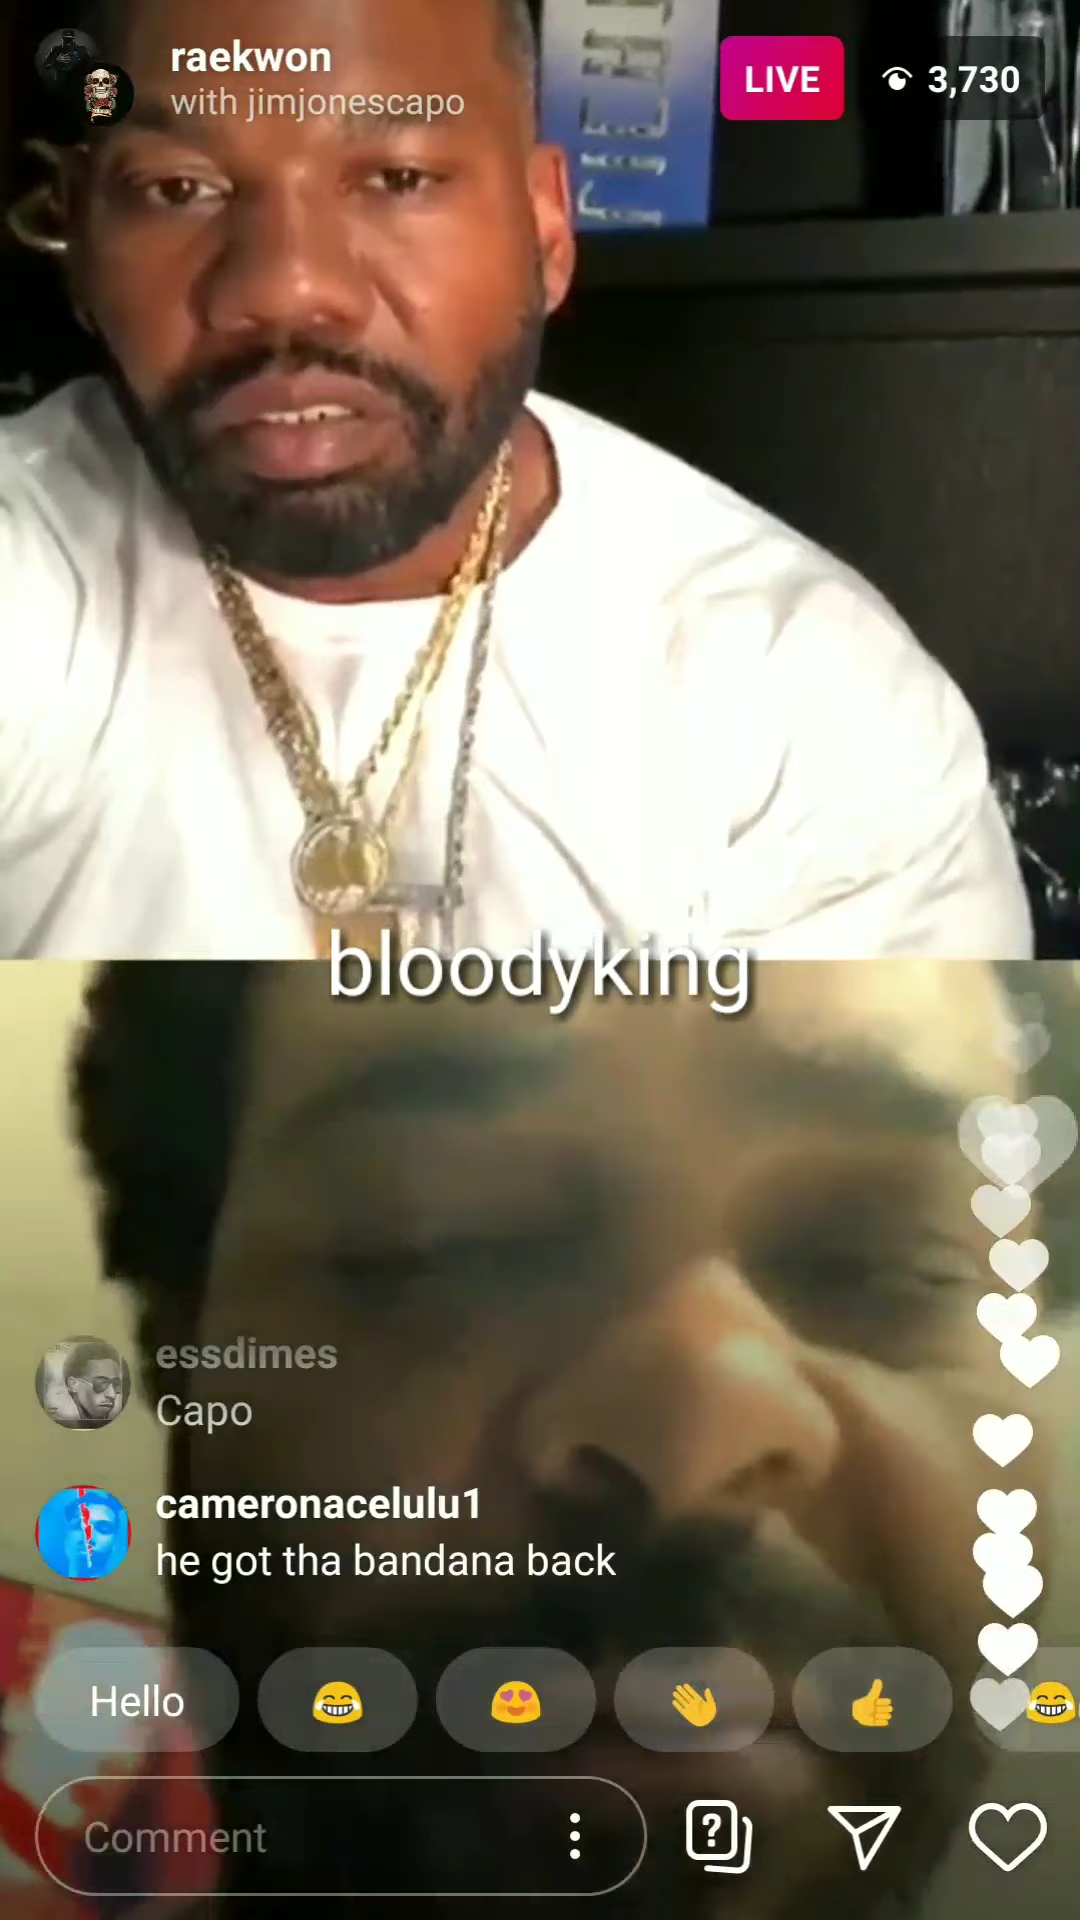 raekwon
with jimjonescapo
LIVE
3,730
bloodyking
essdimes
Capo
cameronacelulu1
he got tha bandana back
Hello
Comment